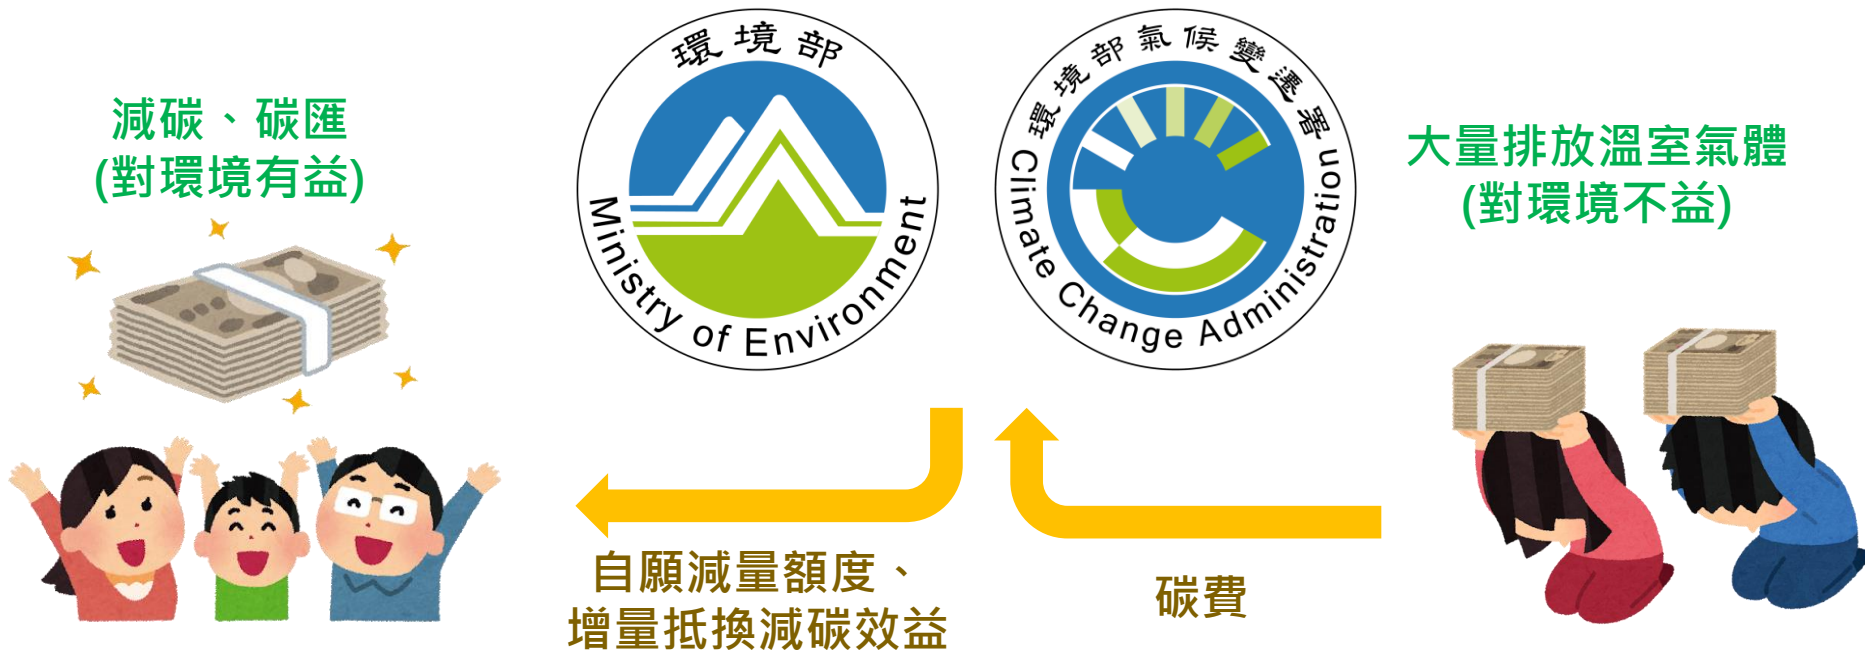 減碳、碳匯
(對環境有益)
環境部
Ministry of Environment
環境部氣候變遷署
Climate Change Administration
大量排放溫室氣體
(對環境不益)
自願減量額度、
增量抵換減碳效益
碳費